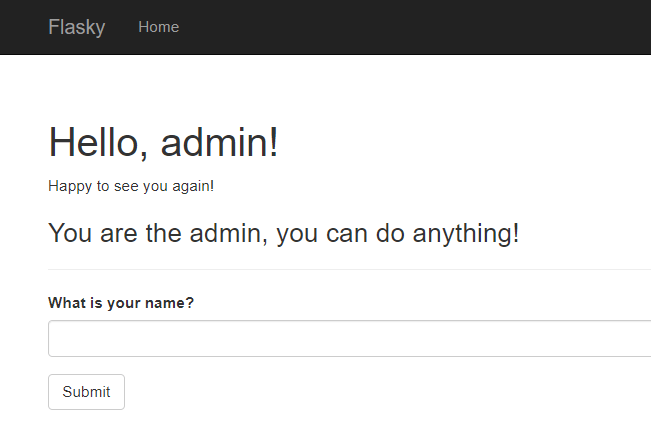 Flasky Home
Hello, admin!
Happy to see you again!
You are the admin, you can do anything!
What is your name?
Submit